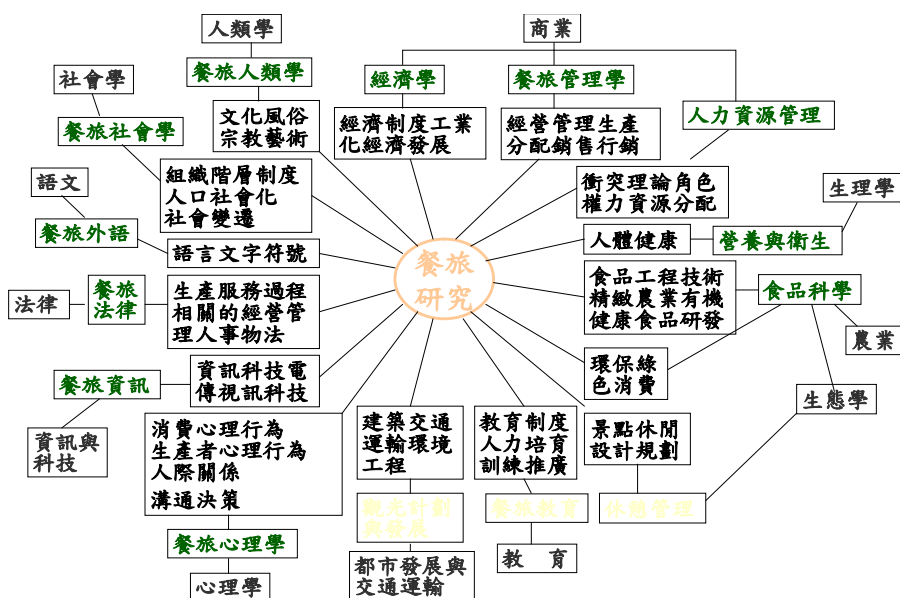 人類學
商業
餐旅人類學
經濟學
餐旅管理學
社會學
文化風俗
宗教藝術
經濟制度工業
化經濟發展
經營管理生產
分配銷售行銷
人力資源管理
餐旅社會學
組織階層制度
人口社會化
社會變遷
衝突理論角色
權力資源分配
語文
生理學
餐旅外語
語言文字符號
餐旅
研究
人體健康
營養與衛生
法律
餐旅
法律
生產服務過程
相關的經營管
理人事物法
食品工程技術
精緻農業有機
健康食品研發
食品科學
農業
餐旅資訊
資訊科技電
傳視訊科技
環保綠
色消費
生態學
資訊與
科技
消費心理行為
生產者心理行為
人際關係
溝通決策
建築交通
運輸環境
工程
教育制度
人力培育
訓練推廣
景點休閒
設計規劃
觀光計劃
與發展
餐旅教育
休憩管理
餐旅心理學
心理學
都市發展與
交通運輸
教 育